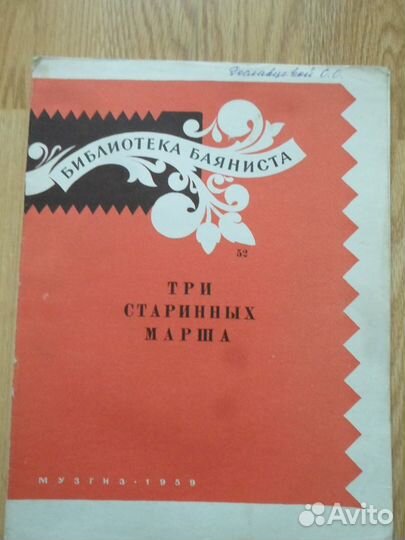 С. С.
БИБЛИОТЕКА БАЯНИСТА
52
ТРИ
СТАРИННЫХ
МАРША
МУЗГИЗ • 1959
Avito